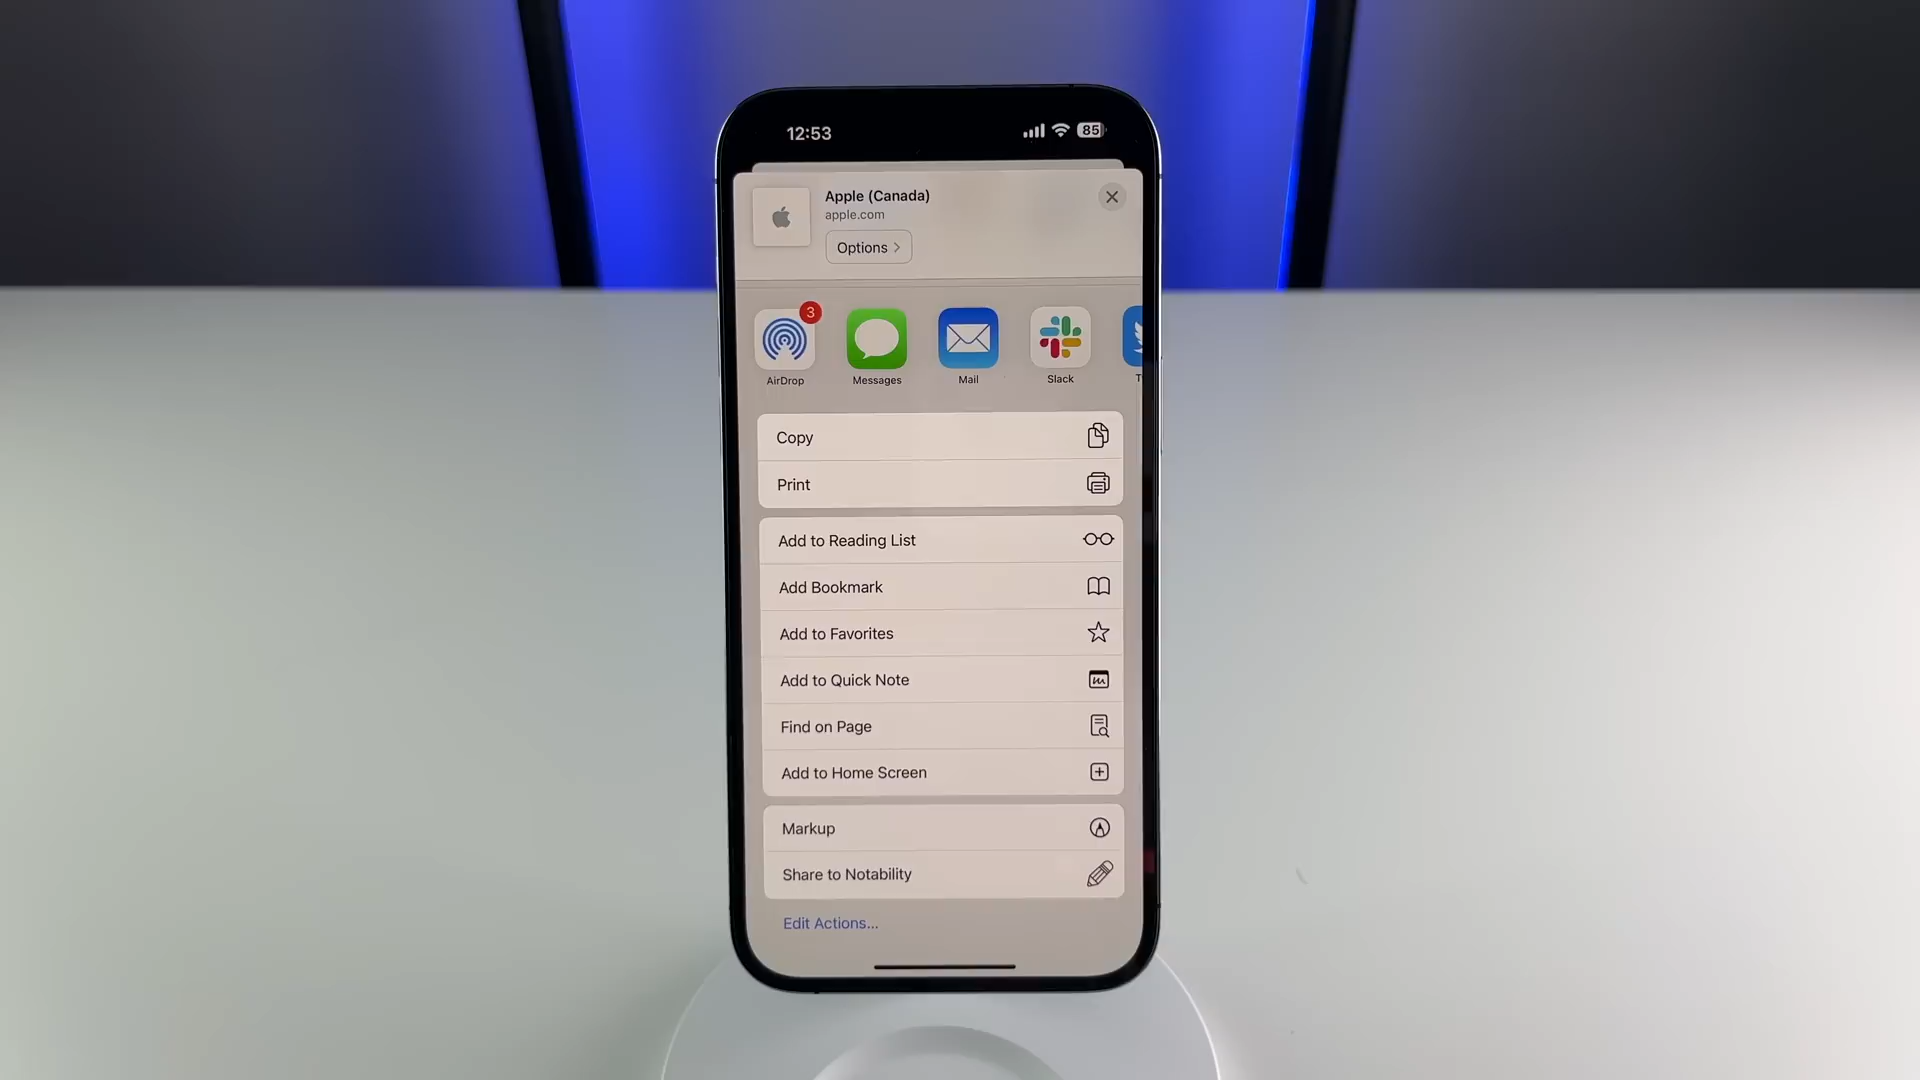 12:53
85
Apple (Canada)
apple.com
Options
3
AirDrop
Messages
Mail
Slack
Copy
Print
Add to Reading List
Add Bookmark
Add to Favorites
Add to Quick Note
Find on Page
Add to Home Screen
Markup
Share to Notability
Edit Actions...